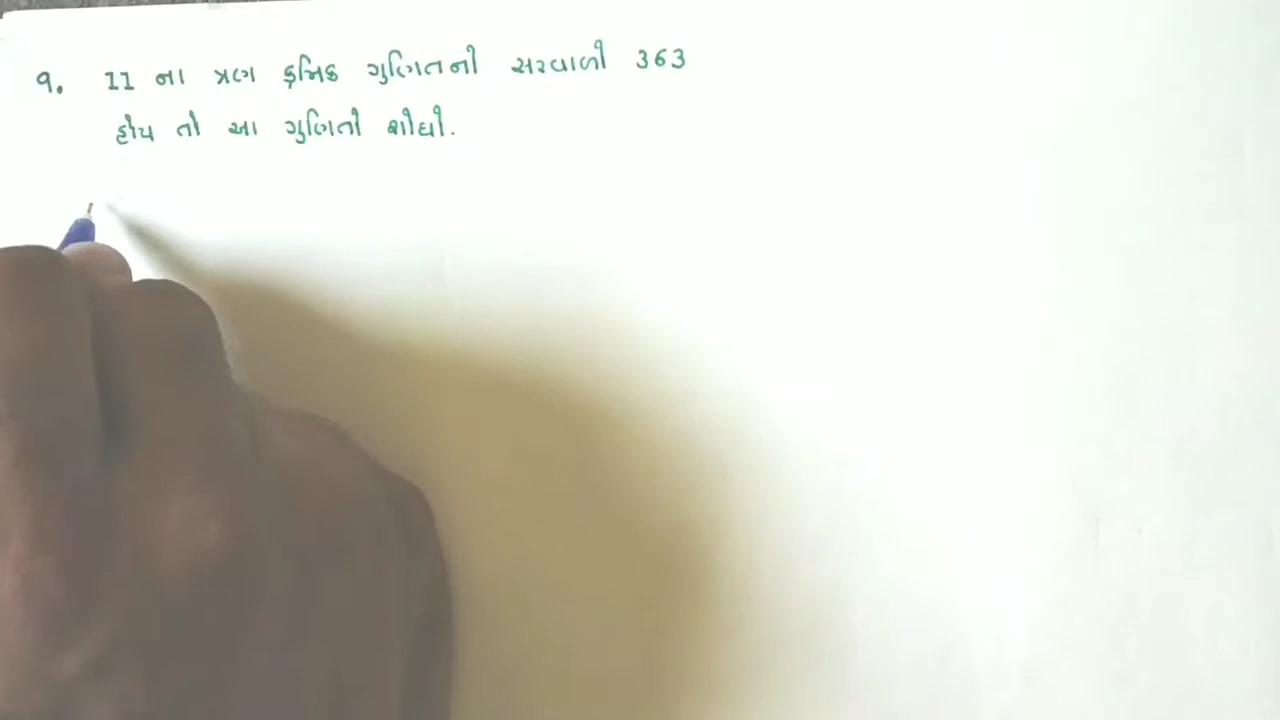 ૧. 11 ના ત્રણ ક્રમિક ગુણિતનો સરવાળો 363
હોય તો આ ગુણિતો શોધો.